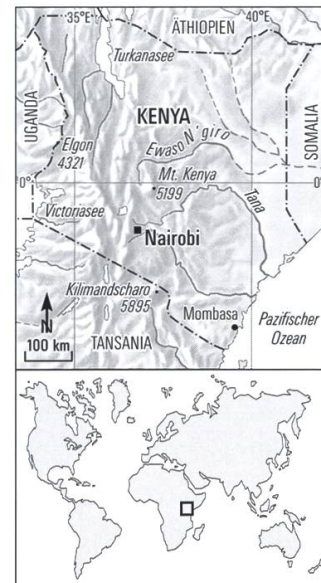 35°E
40°E
ÄTHIOPIEN
Turkanasee
UGANDA
KENYA
SOMALIA
Elgon
4321
Ewaso N'giro
Mt. Kenya
5199
0°
0°
Victoriasee
Tana
Nairobi
Kilimandscharo
5895
N
Mombasa
100 km
TANSANIA
Pazifischer
Ozean